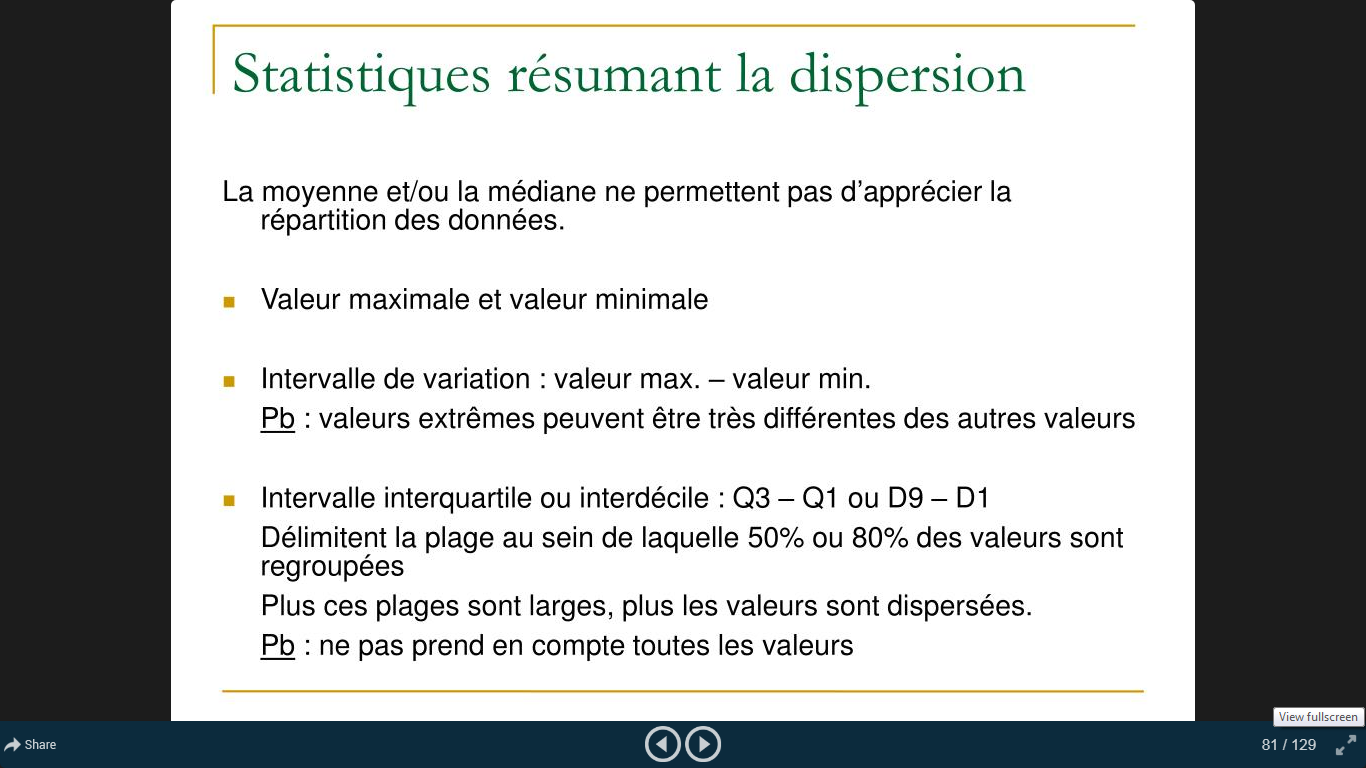 Statistiques résumant la dispersion
La moyenne et/ou la médiane ne permettent pas d’apprécier la
répartition des données.
Valeur maximale et valeur minimale
Intervalle de variation : valeur max. – valeur min.
Pb : valeurs extrêmes peuvent être très différentes des autres valeurs
Intervalle interquartile ou interdécile : Q3 – Q1 ou D9 – D1
Délimitent la plage au sein de laquelle 50% ou 80% des valeurs sont
regroupées
Plus ces plages sont larges, plus les valeurs sont dispersées.
Pb : ne pas prend en compte toutes les valeurs
View fullscreen
Share
81 / 129